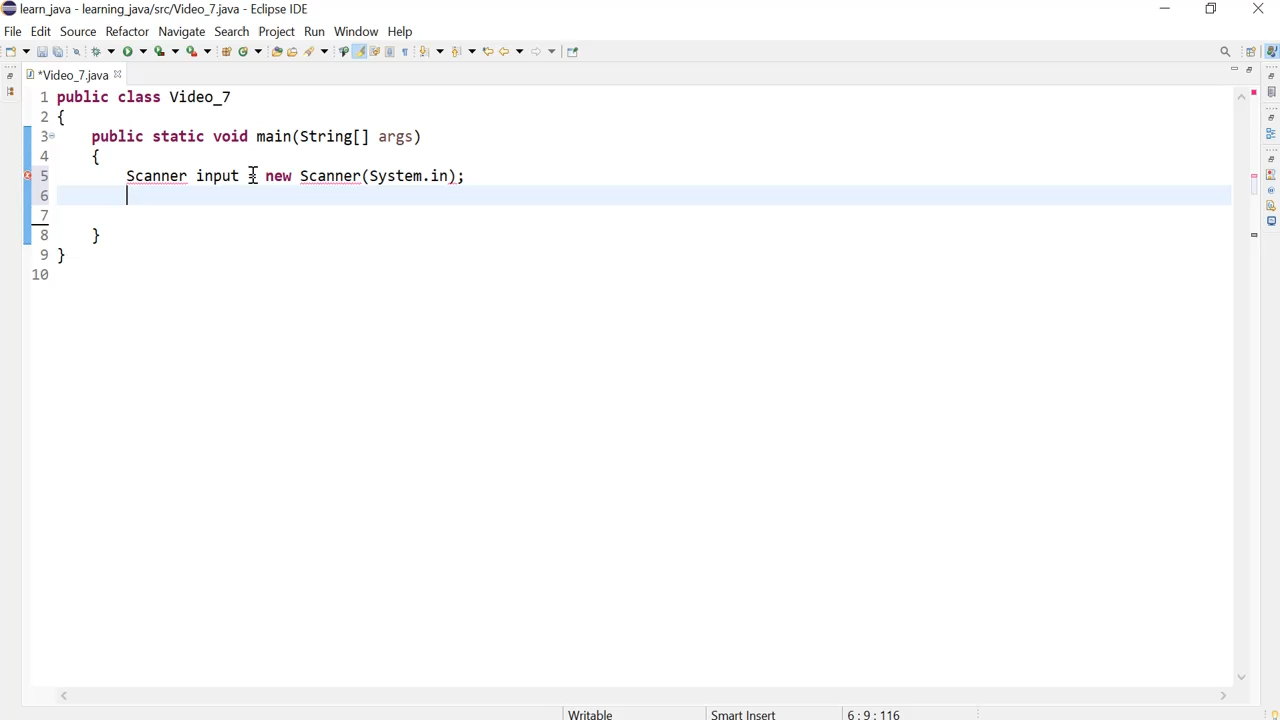 learn_java - learning_java/src/Video_7.java - Eclipse IDE
File Edit Source Refactor Navigate Search Project Run Window Help
*Video_7.java
1 public class Video_7
2 {
3 public static void main(String[] args)
4 {
5 Scanner input = new Scanner(System.in);
6
7
8 }
9 }
10
Writable Smart Insert 6 : 9 : 116